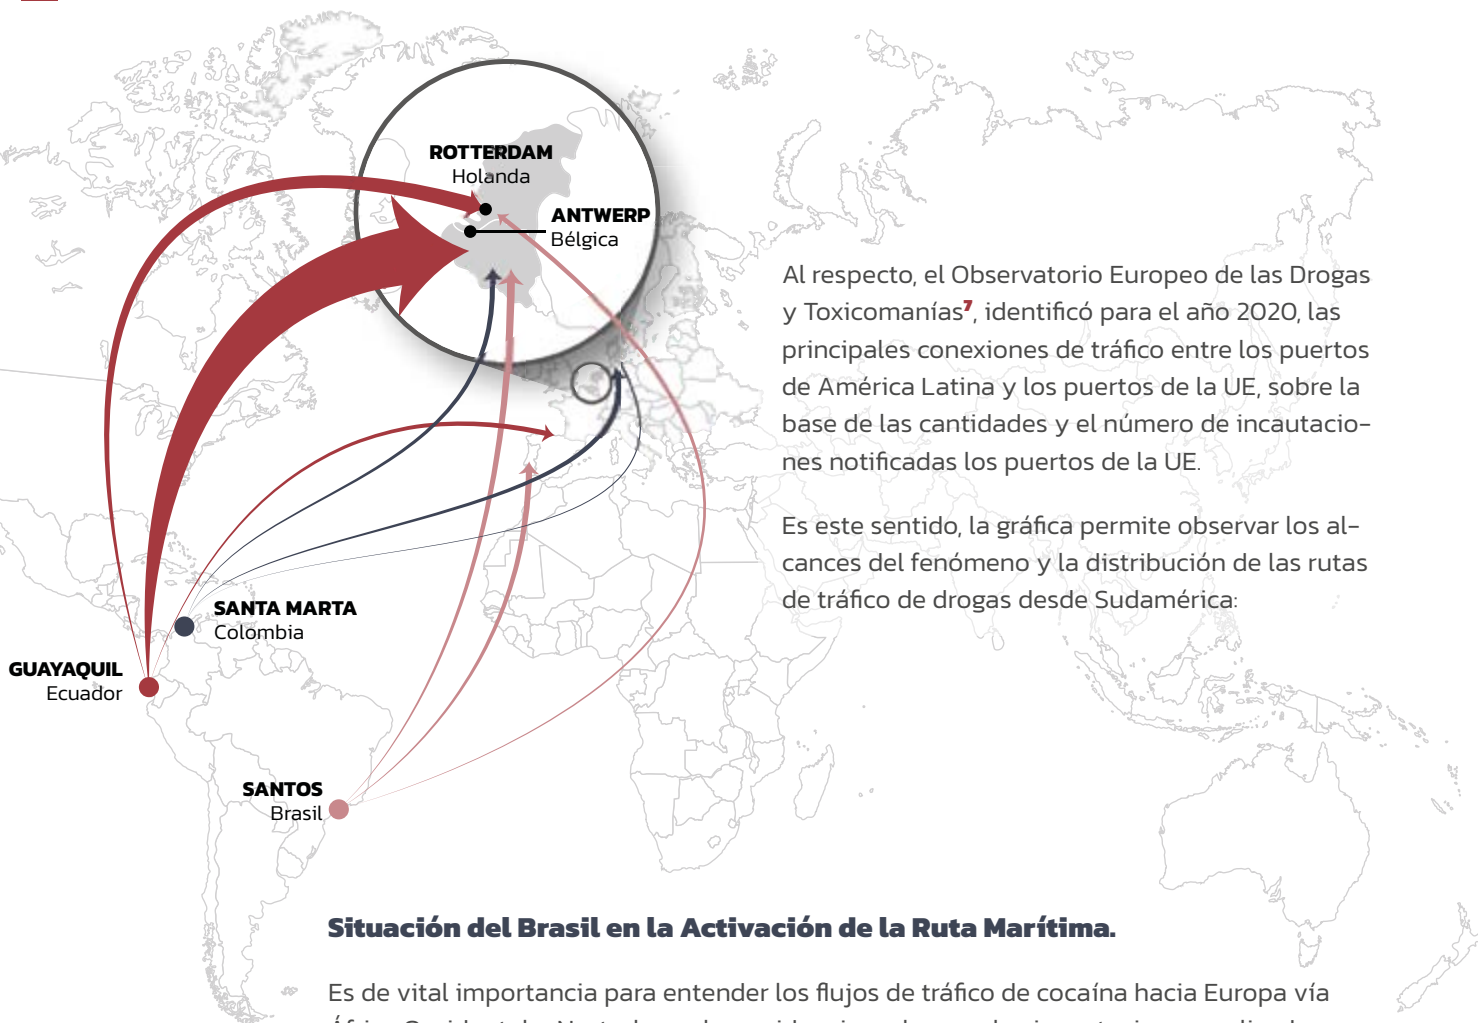 ROTTERDAM
Holanda
ANTWERP
Bélgica
Al respecto, el Observatorio Europeo de las Drogas
y Toxicomanías7, identificó para el año 2020, las
principales conexiones de tráfico entre los puertos
de América Latina y los puertos de la UE, sobre la
base de las cantidades y el número de incautacio-
nes notificadas los puertos de la UE.
Es este sentido, la gráfica permite observar los al-
cances del fenómeno y la distribución de las rutas
de tráfico de drogas desde Sudamérica:
SANTA MARTA
Colombia
GUAYAQUIL
Ecuador
SANTOS
Brasil
Situación del Brasil en la Activación de la Ruta Marítima.
Es de vital importancia para entender los flujos de tráfico de cocaína hacia Europa vía